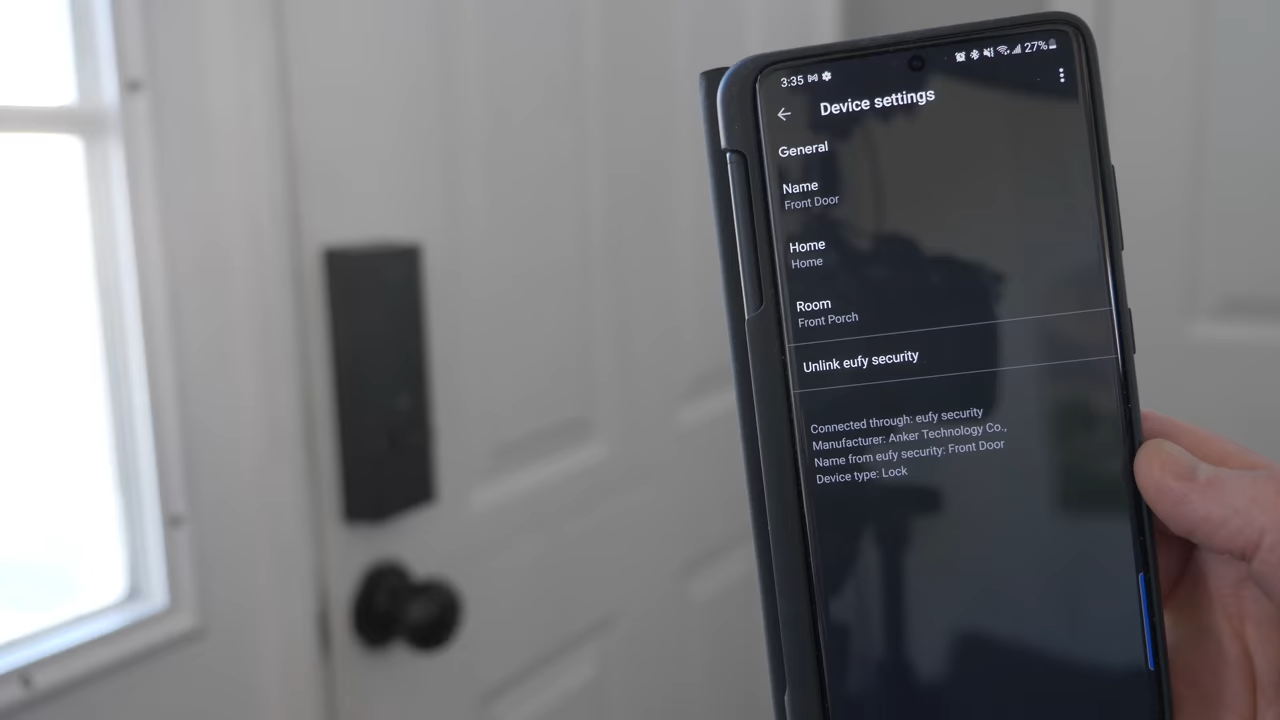 3:35 27%
Device settings
General
Name
Front Door
Home
Home
Room
Front Porch
Unlink eufy security
Connected through: eufy security
Manufacturer: Anker Technology Co.,
Name from eufy security: Front Door
Device type: Lock